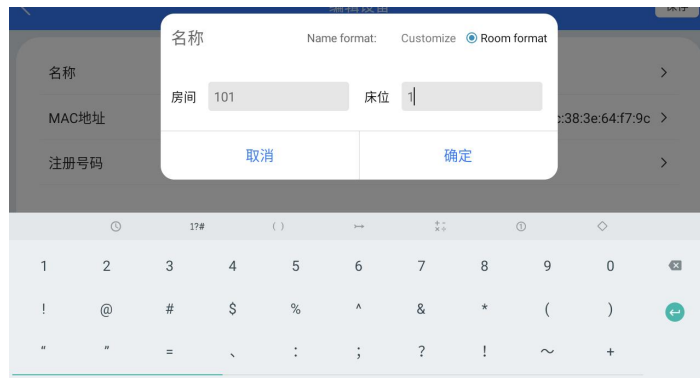 编辑设备
保存
名称 Name format: Customize Room format
名称
房间 101 床位 1
MAC地址 :38:3e:64:f7:9c
取消 确定
注册号码
1?# ( )
1 2 3 4 5 6 7 8 9 0
! @ # $ % ^ & * ( )
“ ” = 、 : ; ? ! ～ +